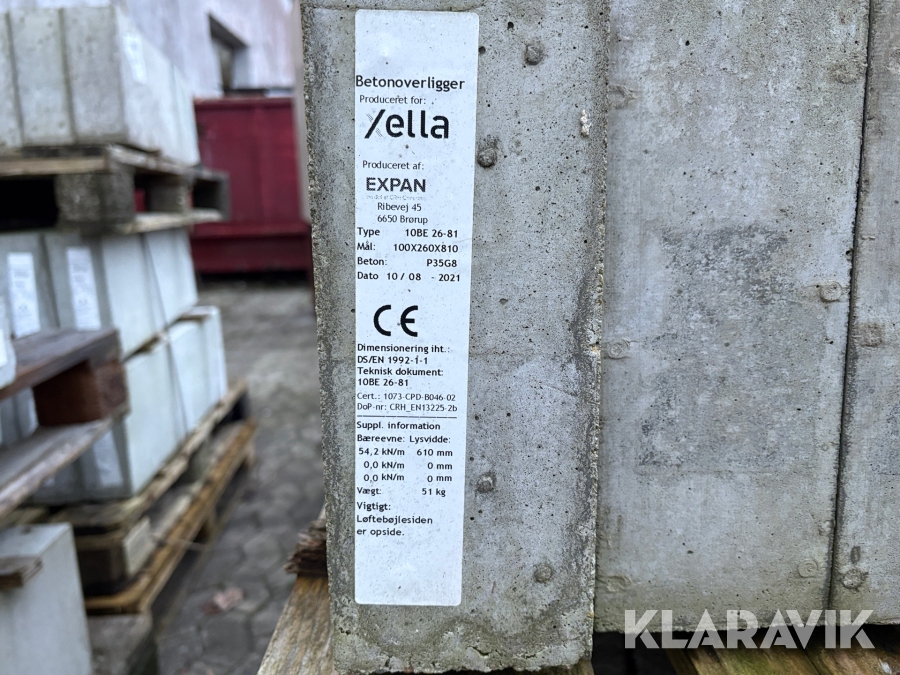 Betonoverligger
Produceret for:
Xella
Produceret af:
EXPAN
Ribevej 45
6650 Brørup
Type 10BE 26-81
Mål: 100X260X810
Beton: P35G8
Dato 10 / 08 - 2021
CE
Dimensionering iht.:
DS/EN 1992-1-1
Teknisk dokument:
10BE 26-81
Cert.: 1073-CPD-B046-02
DoP-nr: CRH_EN13225-2b
Suppl. information
Bæreevne: Lysvidde:
54,2 kN/m 610 mm
0,0 kN/m 0 mm
0,0 kN/m 0 mm
Vægt: 51 kg
Vigtigt:
Løftebøjlesiden
er opside.
KLARAVIK